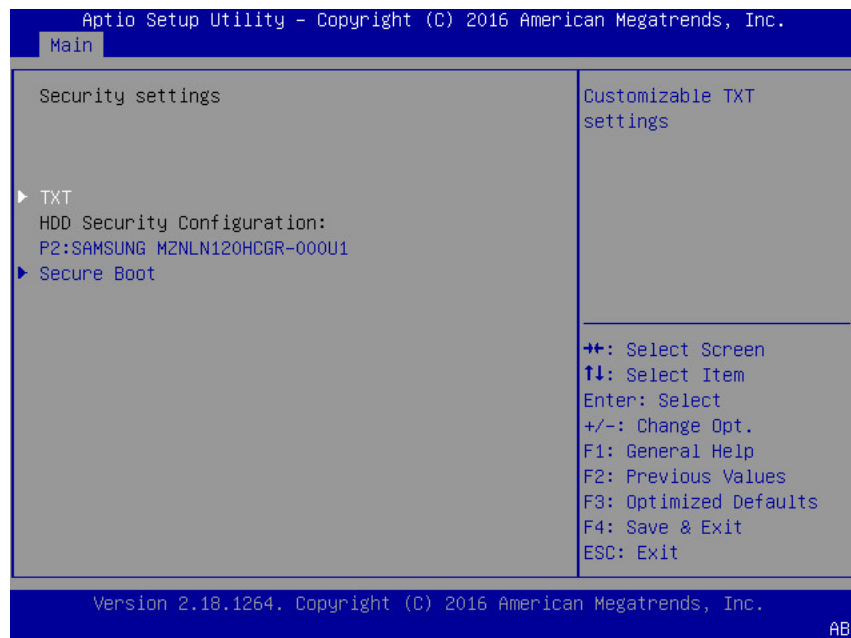 Aptio Setup Utility – Copyright (C) 2016 American Megatrends, Inc.
Main
Security settings
TXT
HDD Security Configuration:
P2:SAMSUNG MZNLN120HCGR-000U1
Secure Boot
Customizable TXT
settings
→←: Select Screen
↑↓: Select Item
Enter: Select
+/-: Change Opt.
F1: General Help
F2: Previous Values
F3: Optimized Defaults
F4: Save & Exit
ESC: Exit
Version 2.18.1264. Copyright (C) 2016 American Megatrends, Inc.
AB